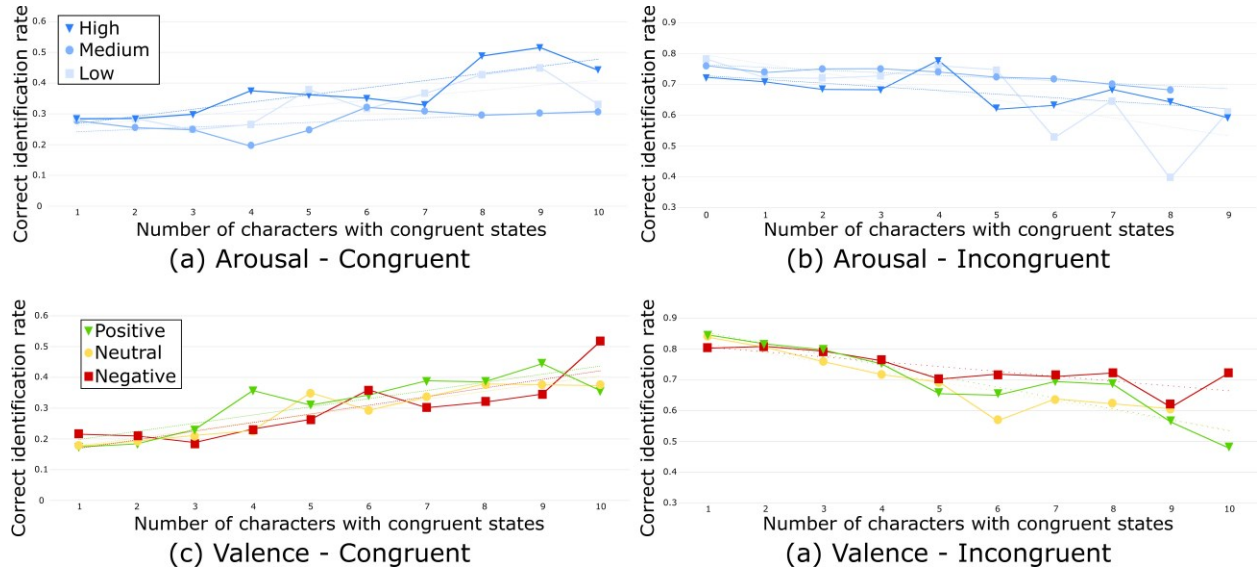 Correct identification rate
0.6
0.5
0.4
0.3
0.2
0.1
0
High
Medium
Low
1 2 3 4 5 6 7 8 9 10
Number of characters with congruent states
(a) Arousal - Congruent
Correct identification rate
0.9
0.8
0.7
0.6
0.5
0.4
0.3
0 1 2 3 4 5 6 7 8 9
Number of characters with congruent states
(b) Arousal - Incongruent
Correct identification rate
0.6
0.5
0.4
0.3
0.2
0.1
0
Positive
Neutral
Negative
1 2 3 4 5 6 7 8 9 10
Number of characters with congruent states
(c) Valence - Congruent
Correct identification rate
0.9
0.8
0.7
0.6
0.5
0.4
0.3
1 2 3 4 5 6 7 8 9 10
Number of characters with congruent states
(a) Valence - Incongruent